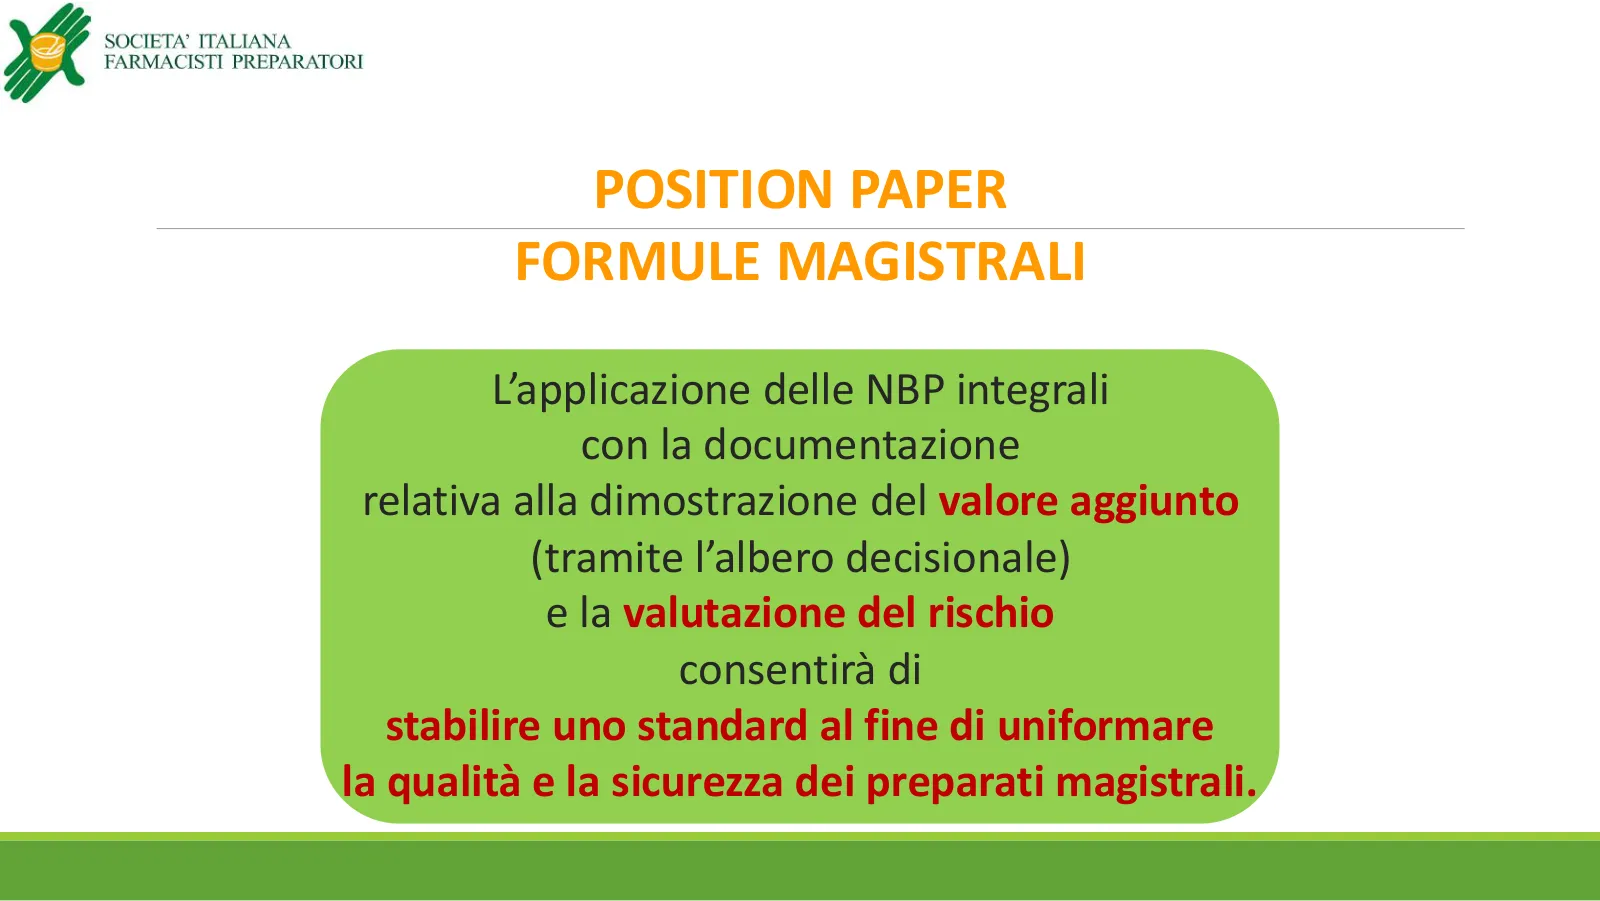 SOCIETA’ ITALIANA
FARMACISTI PREPARATORI
POSITION PAPER
FORMULE MAGISTRALI
L’applicazione delle NBP integrali
con la documentazione
relativa alla dimostrazione del valore aggiunto
(tramite l’albero decisionale)
e la valutazione del rischio
consentirà di
stabilire uno standard al fine di uniformare
la qualità e la sicurezza dei preparati magistrali.